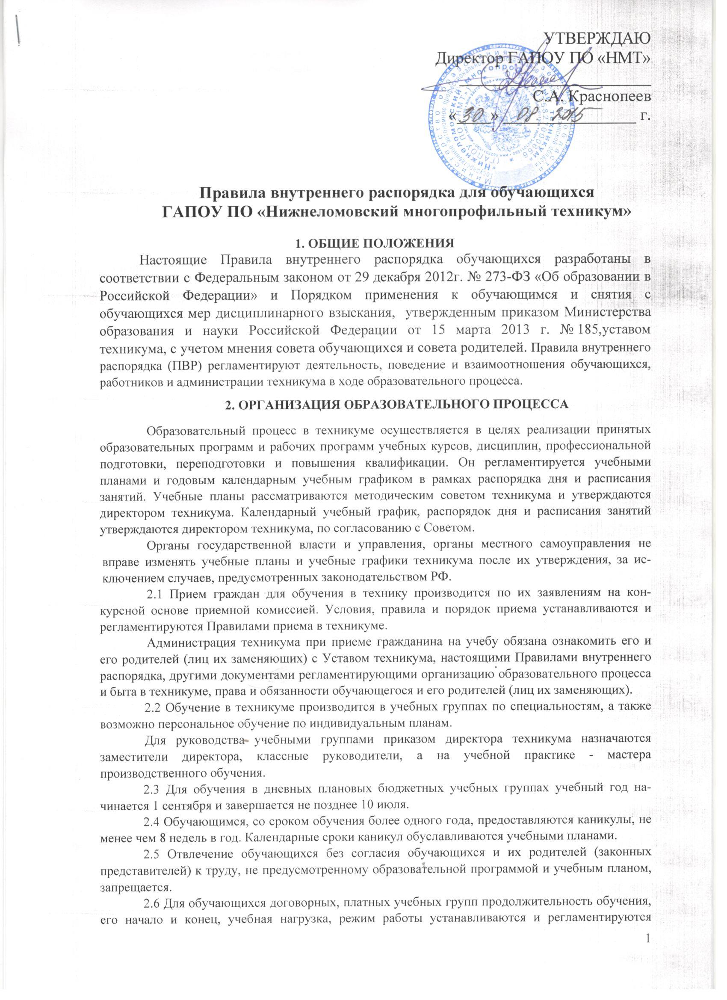 УТВЕРЖДАЮ
Директор ГАПОУ ПО «НМТ»
С.А. Краснопеев
«30» 08. 2015 г.
Правила внутреннего распорядка для обучающихся
ГАПОУ ПО «Нижнеломовский многопрофильный техникум»
1. ОБЩИЕ ПОЛОЖЕНИЯ
Настоящие Правила внутреннего распорядка обучающихся разработаны в
соответствии с Федеральным законом от 29 декабря 2012г. № 273-ФЗ «Об образовании в
Российской Федерации» и Порядком применения к обучающимся и снятия с
обучающихся мер дисциплинарного взыскания, утвержденным приказом Министерства
образования и науки Российской Федерации от 15 марта 2013 г. № 185,уставом
техникума, с учетом мнения совета обучающихся и совета родителей. Правила внутреннего
распорядка (ПВР) регламентируют деятельность, поведение и взаимоотношения обучающихся,
работников и администрации техникума в ходе образовательного процесса.
2. ОРГАНИЗАЦИЯ ОБРАЗОВАТЕЛЬНОГО ПРОЦЕССА
Образовательный процесс в техникуме осуществляется в целях реализации принятых
образовательных программ и рабочих программ учебных курсов, дисциплин, профессиональной
подготовки, переподготовки и повышения квалификации. Он регламентируется учебными
планами и годовым календарным учебным графиком в рамках распорядка дня и расписания
занятий. Учебные планы рассматриваются методическим советом техникума и утверждаются
директором техникума. Календарный учебный график, распорядок дня и расписания занятий
утверждаются директором техникума, по согласованию с Советом.
Органы государственной власти и управления, органы местного самоуправления не
вправе изменять учебные планы и учебные графики техникума после их утверждения, за ис-
ключением случаев, предусмотренных законодательством РФ.
2.1 Прием граждан для обучения в технику производится по их заявлениям на кон-
курсной основе приемной комиссией. Условия, правила и порядок приема устанавливаются и
регламентируются Правилами приема в техникуме.
Администрация техникума при приеме гражданина на учебу обязана ознакомить его и
его родителей (лиц их заменяющих) с Уставом техникума, настоящими Правилами внутреннего
распорядка, другими документами регламентирующими организацию образовательного процесса
и быта в техникуме, права и обязанности обучающегося и его родителей (лиц их заменяющих).
2.2 Обучение в техникуме производится в учебных группах по специальностям, а также
возможно персональное обучение по индивидуальным планам.
Для руководства учебными группами приказом директора техникума назначаются
заместители директора, классные руководители, а на учебной практике - мастера
производственного обучения.
2.3 Для обучения в дневных плановых бюджетных учебных группах учебный год на-
чинается 1 сентября и завершается не позднее 10 июля.
2.4 Обучающимся, со сроком обучения более одного года, предоставляются каникулы, не
менее чем 8 недель в год. Календарные сроки каникул обуславливаются учебными планами.
2.5 Отвлечение обучающихся без согласия обучающихся и их родителей (законных
представителей) к труду, не предусмотренному образовательной программой и учебным планом,
запрещается.
2.6 Для обучающихся договорных, платных учебных групп продолжительность обучения,
его начало и конец, учебная нагрузка, режим работы устанавливаются и регламентируются
1